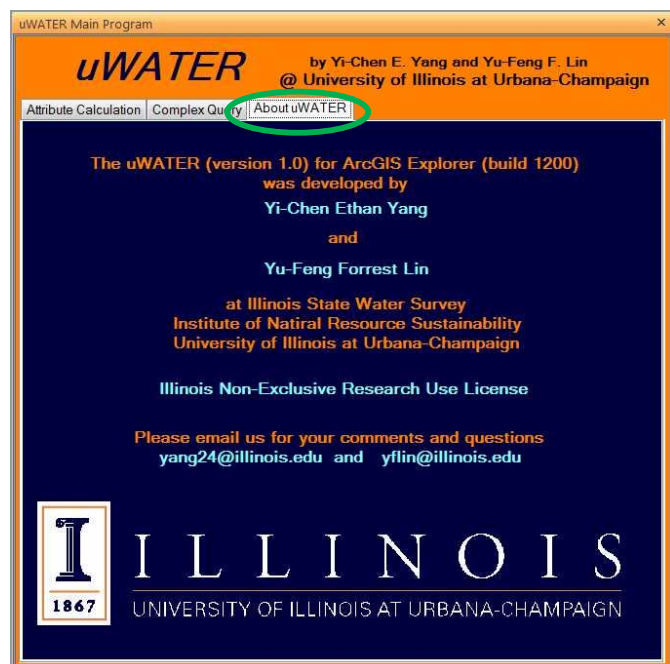 uWATER Main Program ×
uWATER
by Yi-Chen E. Yang and Yu-Feng F. Lin
@ University of Illinois at Urbana-Champaign
Attribute Calculation Complex Query About uWATER
The uWATER (version 1.0) for ArcGIS Explorer (build 1200)
was developed by
Yi-Chen Ethan Yang
and
Yu-Feng Forrest Lin
at Illinois State Water Survey
Institute of Natiral Resource Sustainability
University of Illinois at Urbana-Champaign
Illinois Non-Exclusive Research Use License
Please email us for your comments and questions
yang24@illinois.edu and yflin@illinois.edu
I
1867
ILLINOIS
UNIVERSITY OF ILLINOIS AT URBANA-CHAMPAIGN